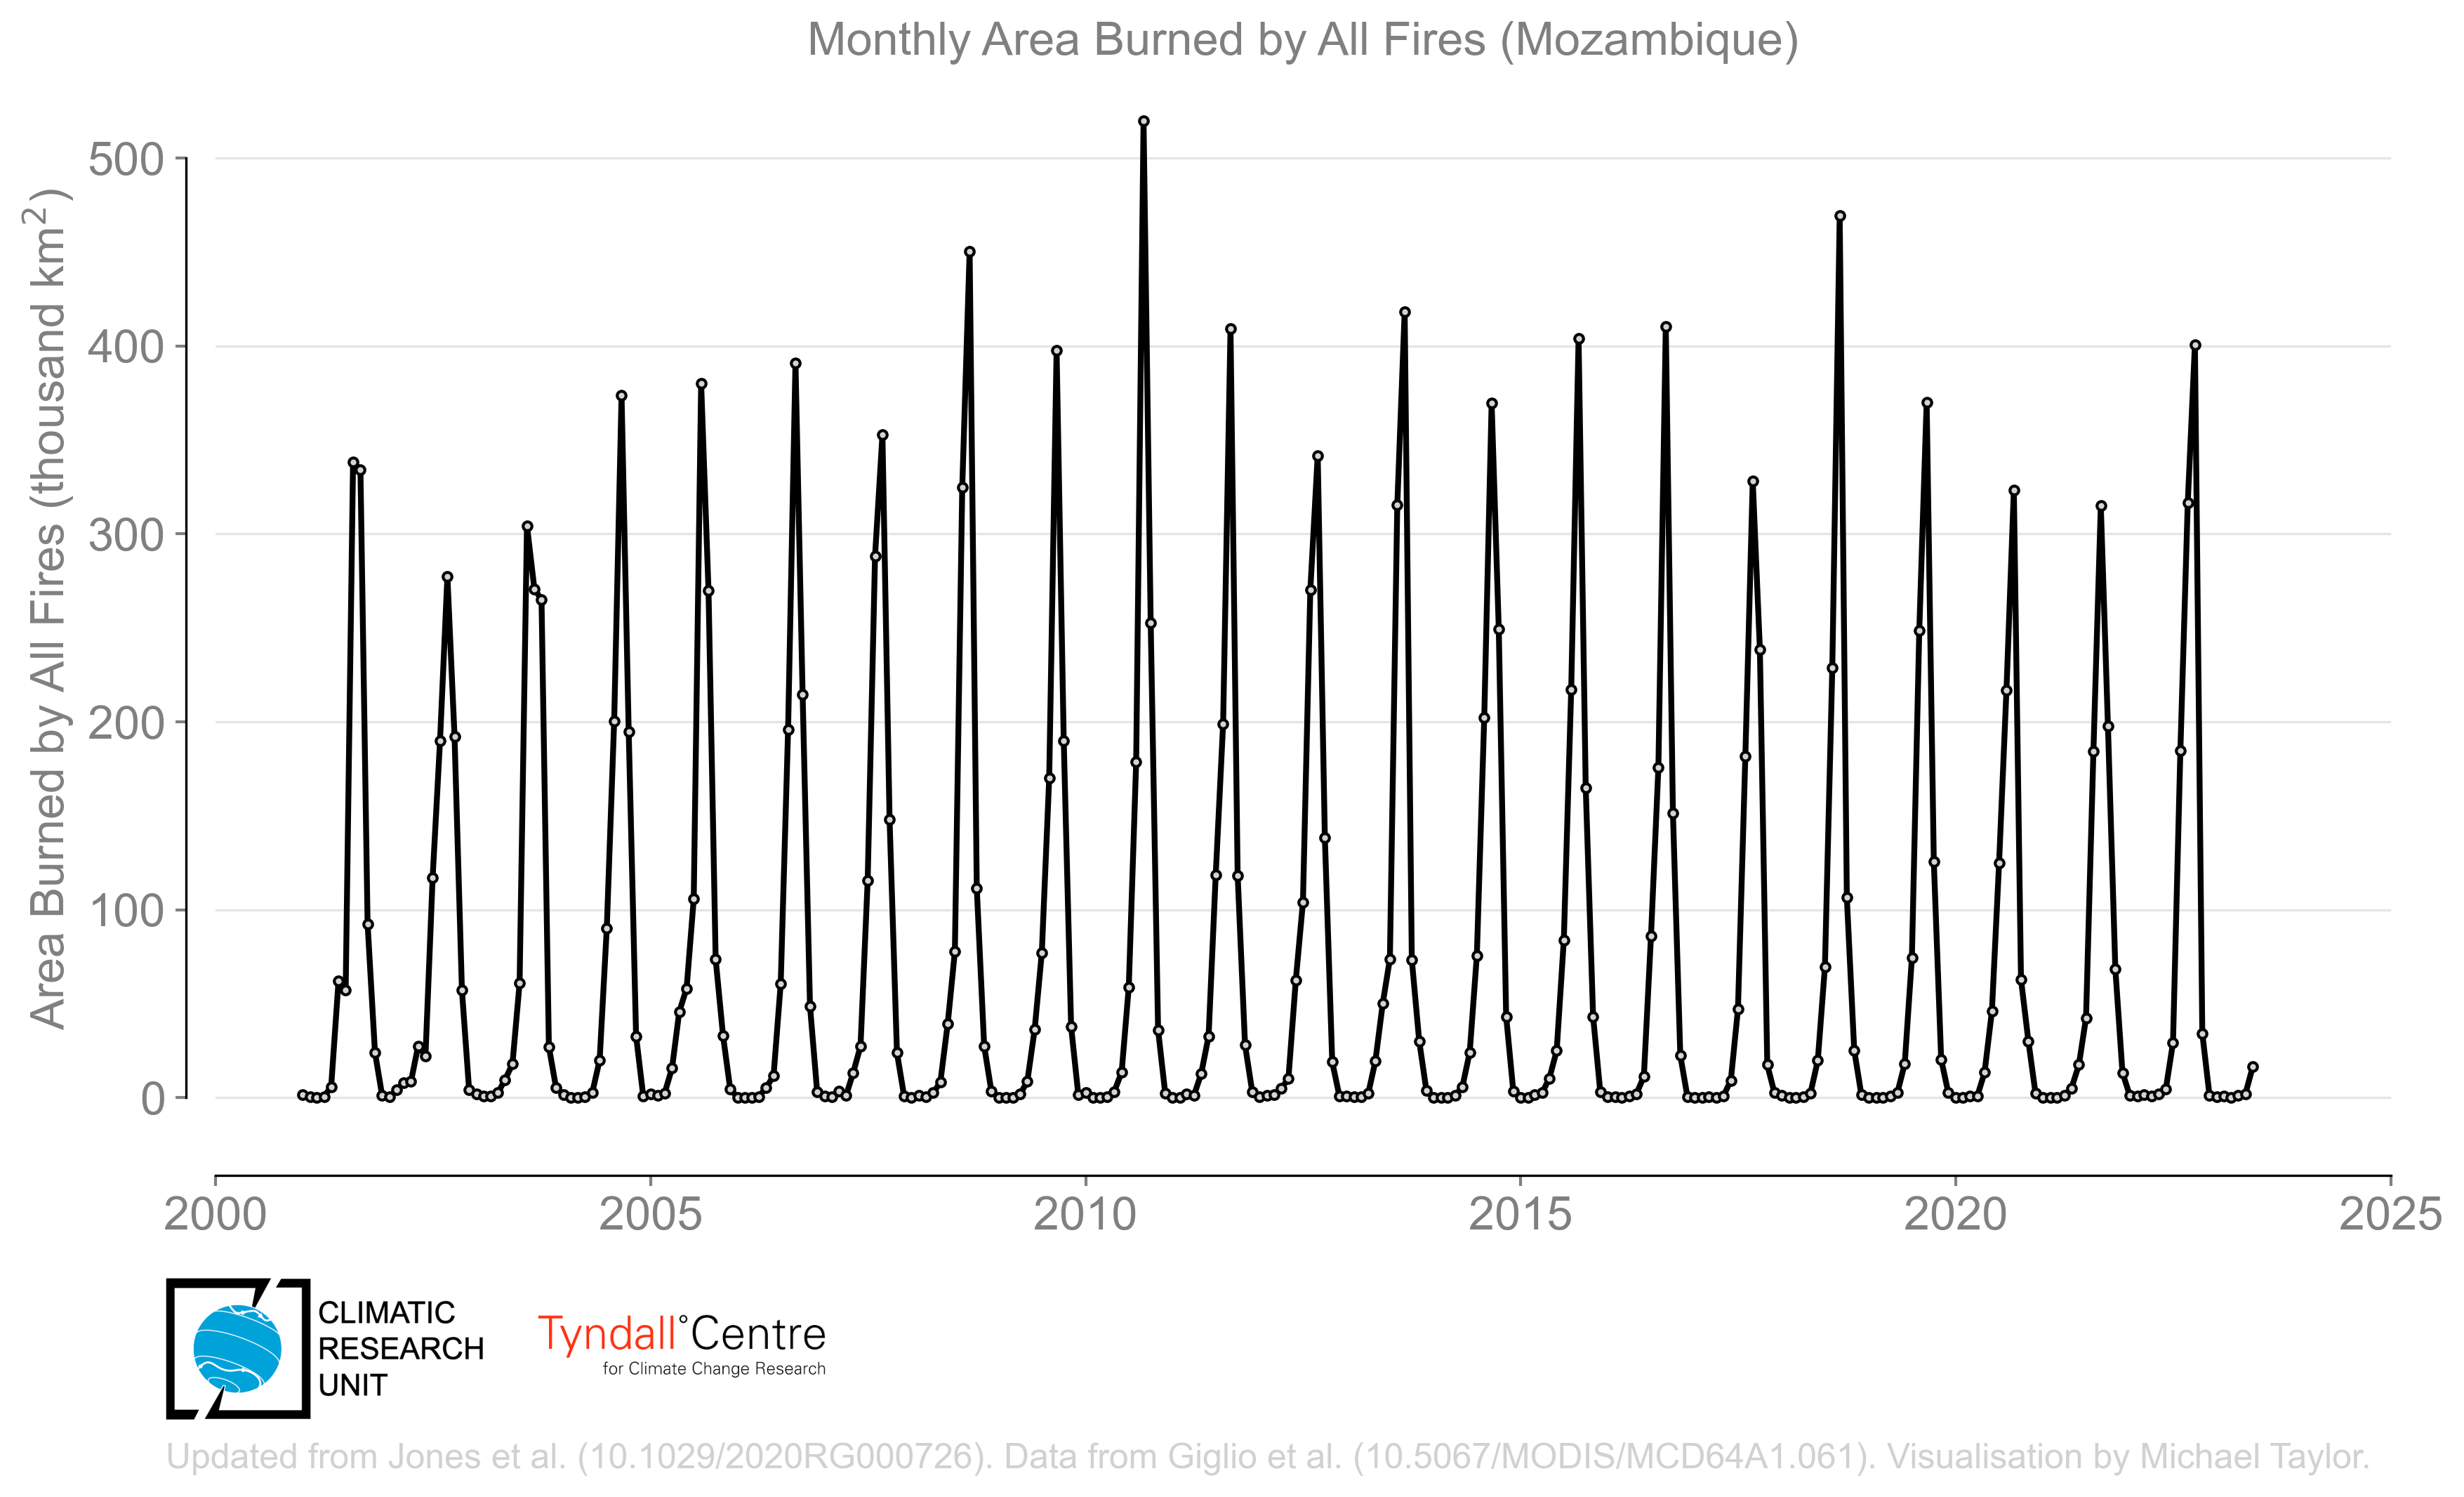 Monthly Area Burned by All Fires (Mozambique)
Area Burned by All Fires (thousand km²)
500
400
300
200
100
0
2000 2005 2010 2015 2020 2025
CLIMATIC
RESEARCH
UNIT
Tyndall°Centre
for Climate Change Research
Updated from Jones et al. (10.1029/2020RG000726). Data from Giglio et al. (10.5067/MODIS/MCD64A1.061). Visualisation by Michael Taylor.